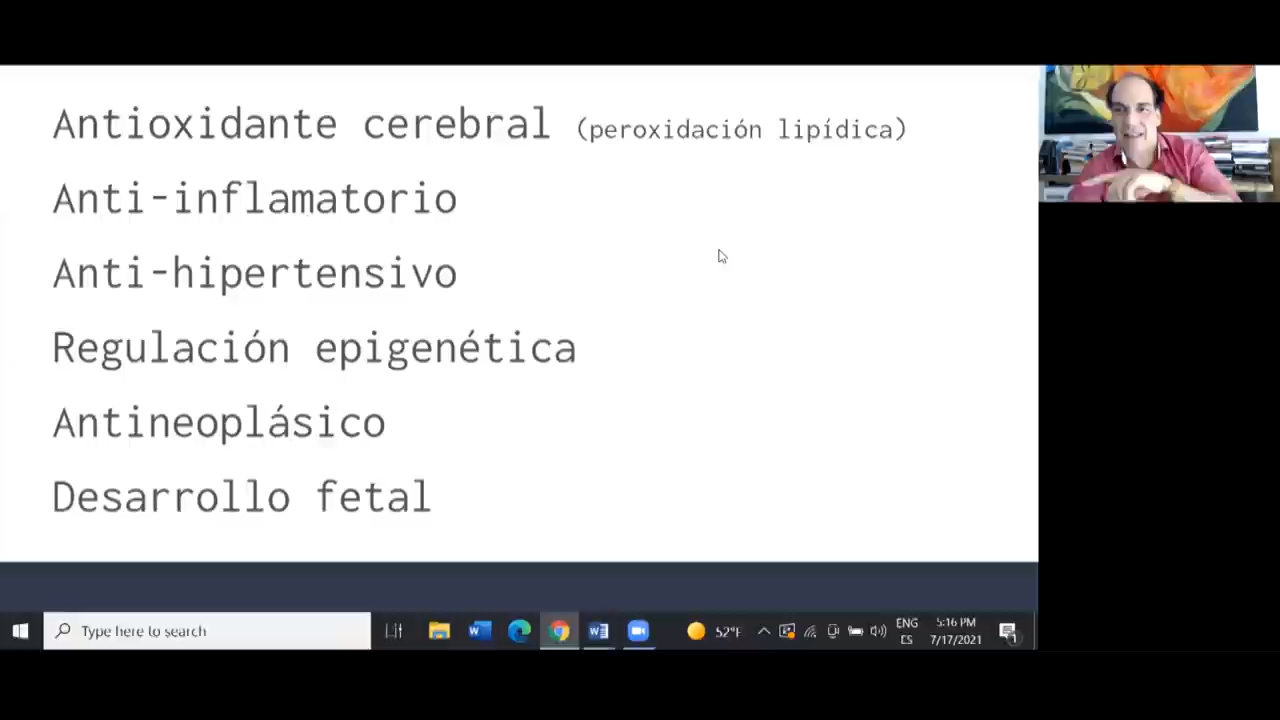 Antioxidante cerebral (peroxidación lipídica)
Anti-inflamatorio
Anti-hipertensivo
Regulación epigenética
Antineoplásico
Desarrollo fetal
Type here to search
52°F
ENG
ES
5:16 PM
7/17/2021
1